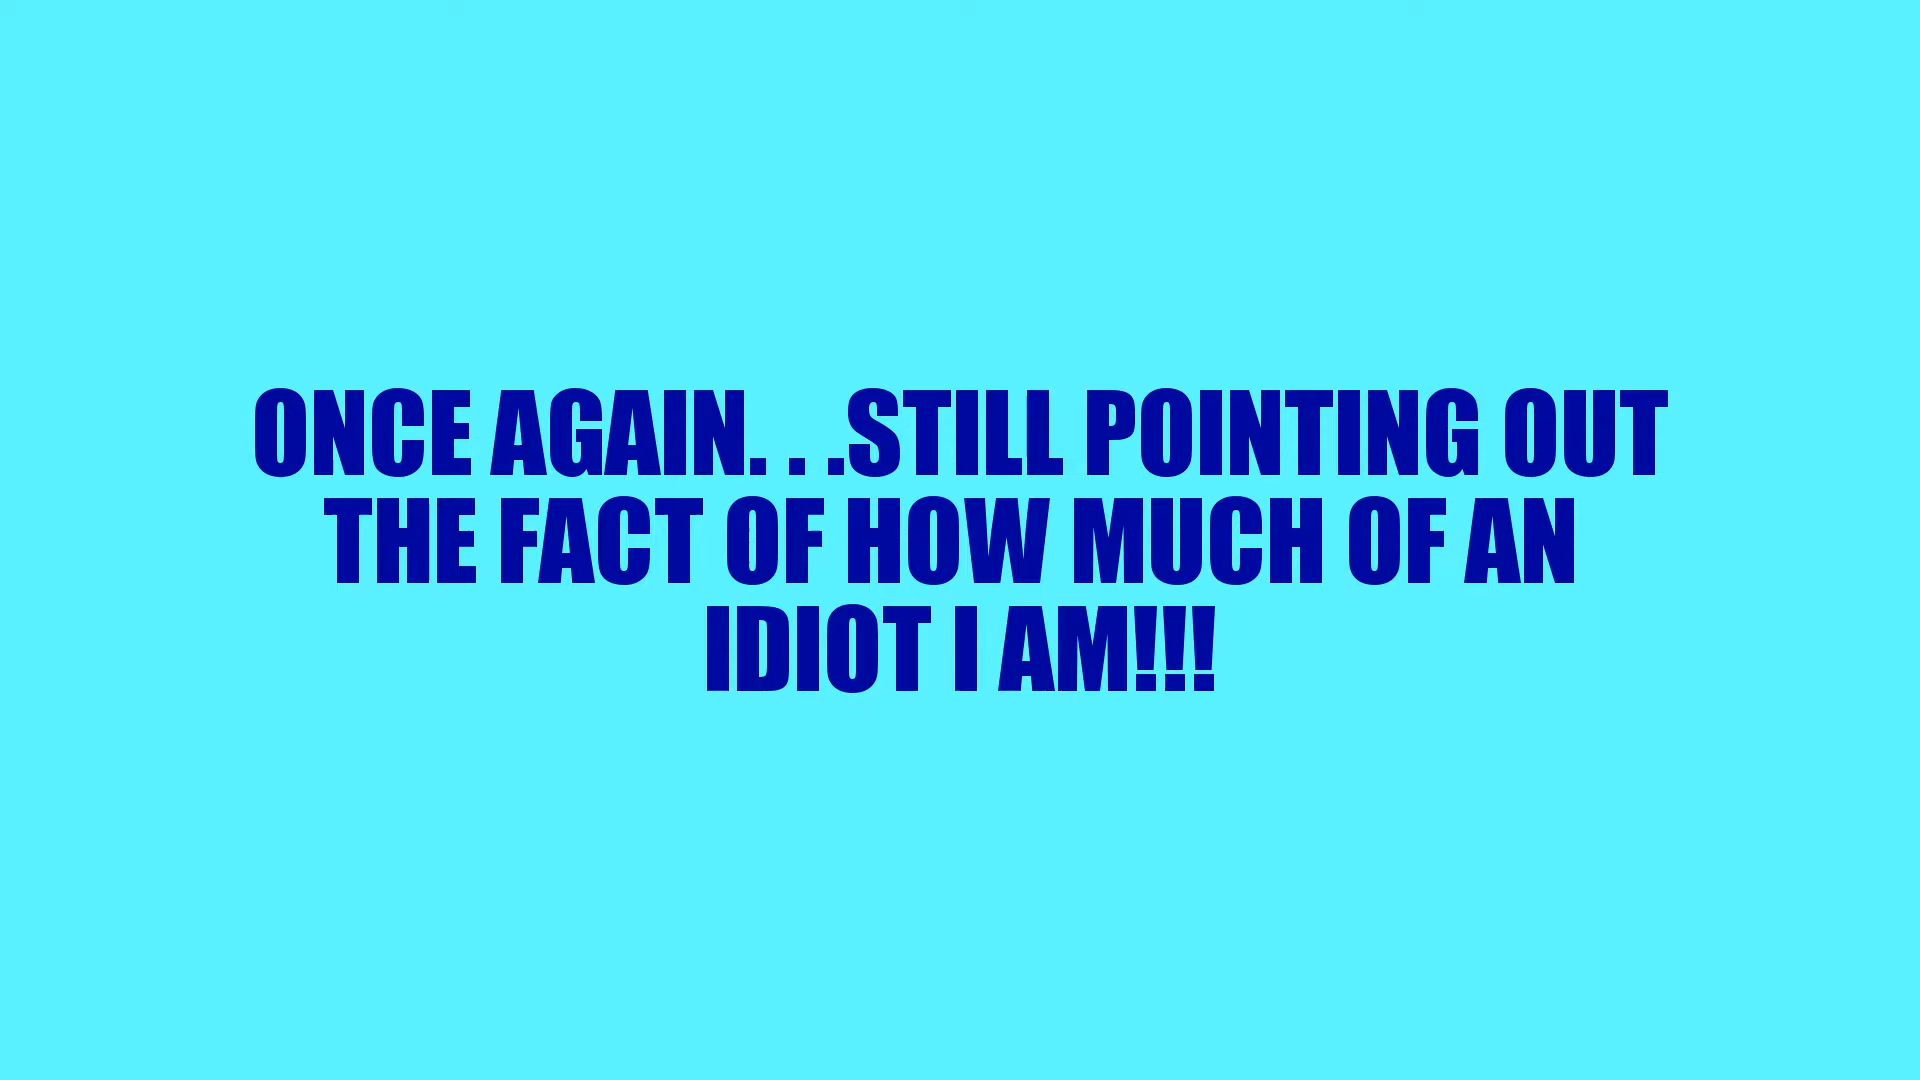 ONCE AGAIN. . .STILL POINTING OUT
THE FACT OF HOW MUCH OF AN
IDIOT I AM!!!